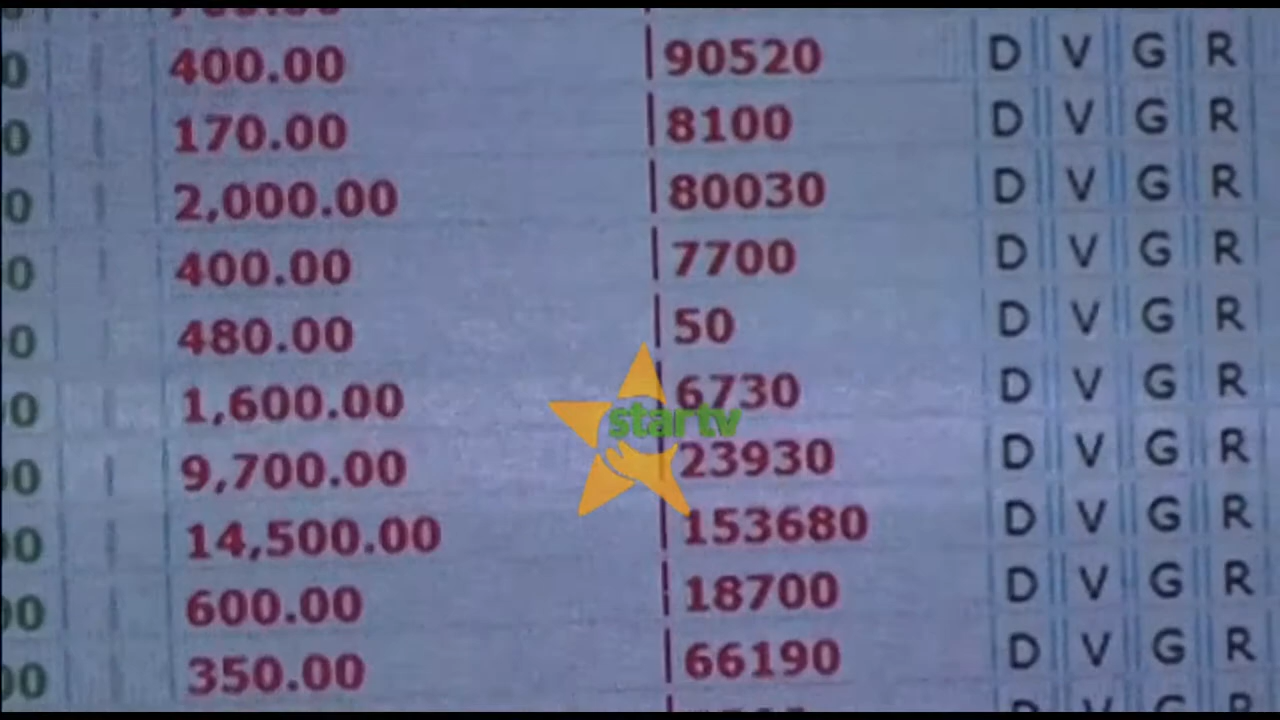 400.00 90520 D V G R
170.00 8100 D V G R
2,000.00 80030 D V G R
400.00 7700 D V G R
480.00 50 D V G R
1,600.00 6730 D V G R
startv
9,700.00 23930 D V G R
14,500.00 153680 D V G R
600.00 18700 D V G R
350.00 66190 D V G R